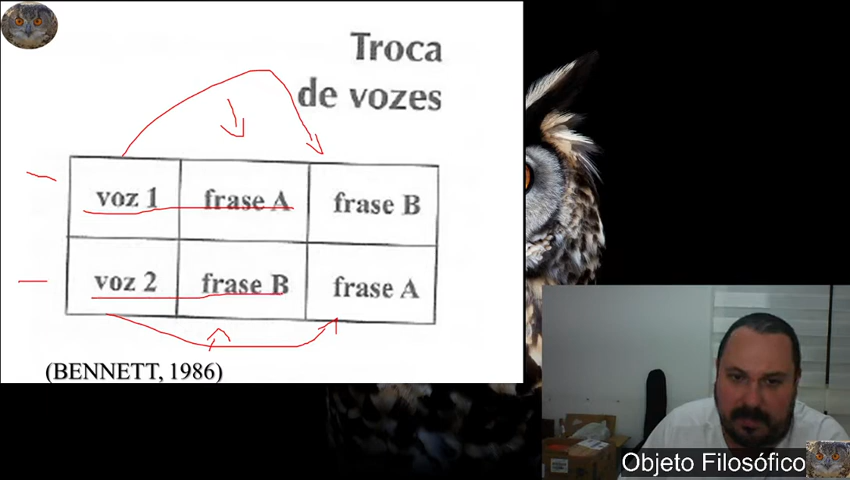 Troca
de vozes
voz 1 frase A frase B
voz 2 frase B frase A
(BENNETT, 1986)
Objeto Filosófico